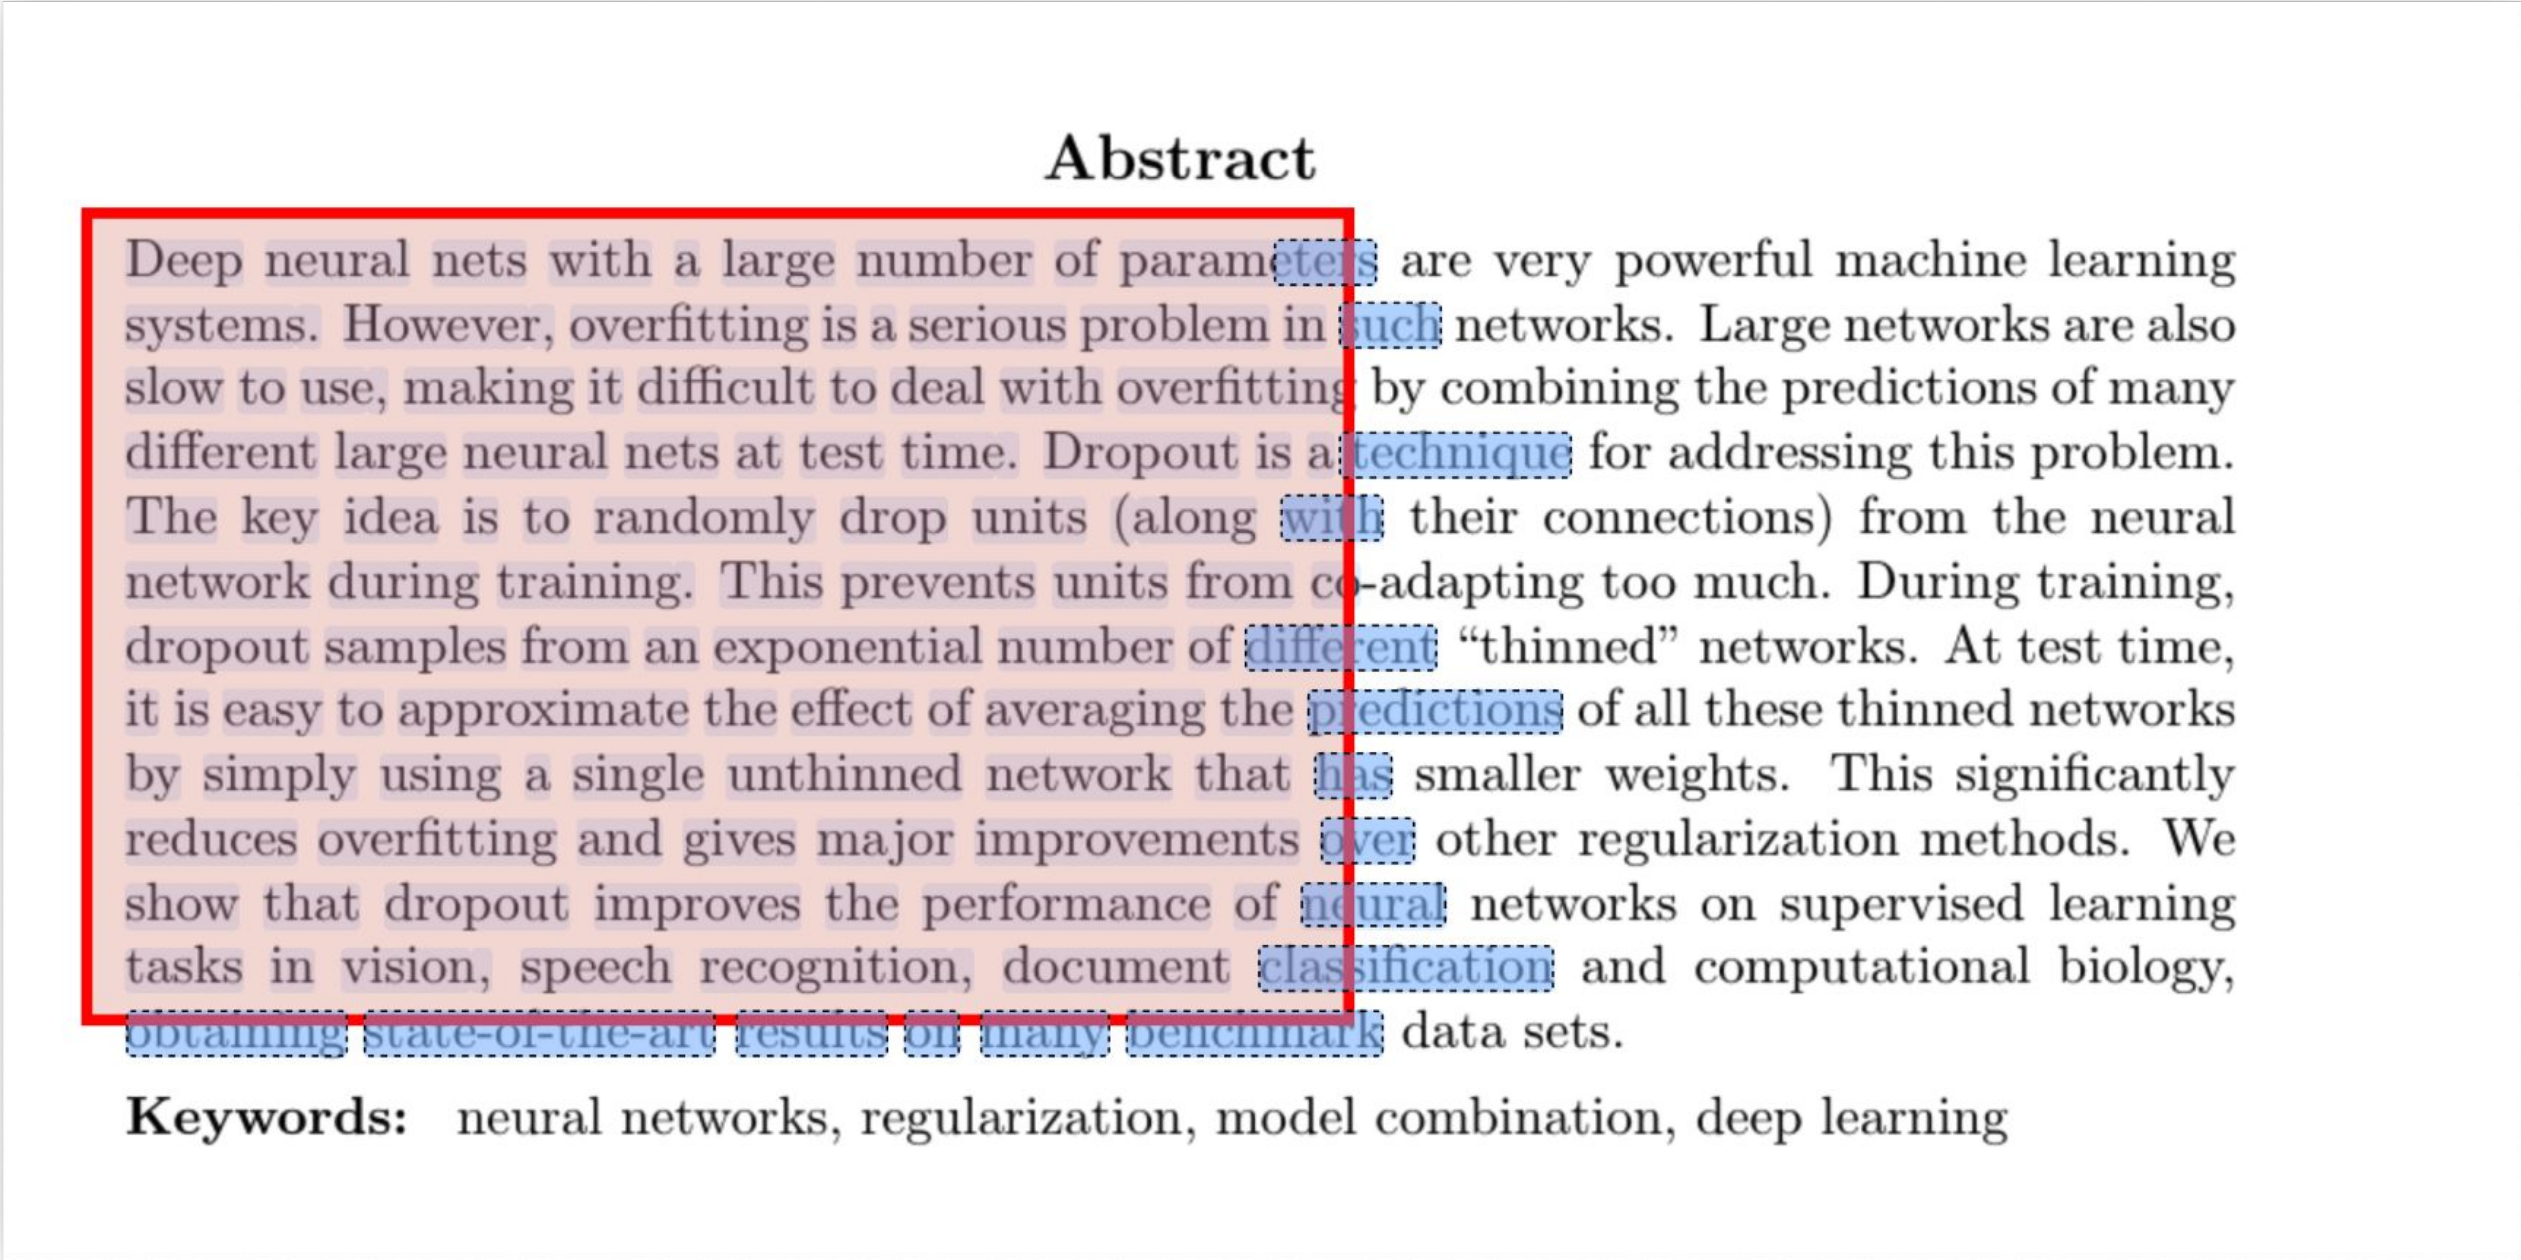 Abstract
Deep neural nets with a large number of parameters are very powerful machine learning
systems. However, overfitting is a serious problem in such networks. Large networks are also
slow to use, making it difficult to deal with overfitting by combining the predictions of many
different large neural nets at test time. Dropout is a technique for addressing this problem.
The key idea is to randomly drop units (along with their connections) from the neural
network during training. This prevents units from co-adapting too much. During training,
dropout samples from an exponential number of different “thinned” networks. At test time,
it is easy to approximate the effect of averaging the predictions of all these thinned networks
by simply using a single unthinned network that has smaller weights. This significantly
reduces overfitting and gives major improvements over other regularization methods. We
show that dropout improves the performance of neural networks on supervised learning
tasks in vision, speech recognition, document classification and computational biology,
obtaining state-of-the-art results on many benchmark data sets.
Keywords: neural networks, regularization, model combination, deep learning